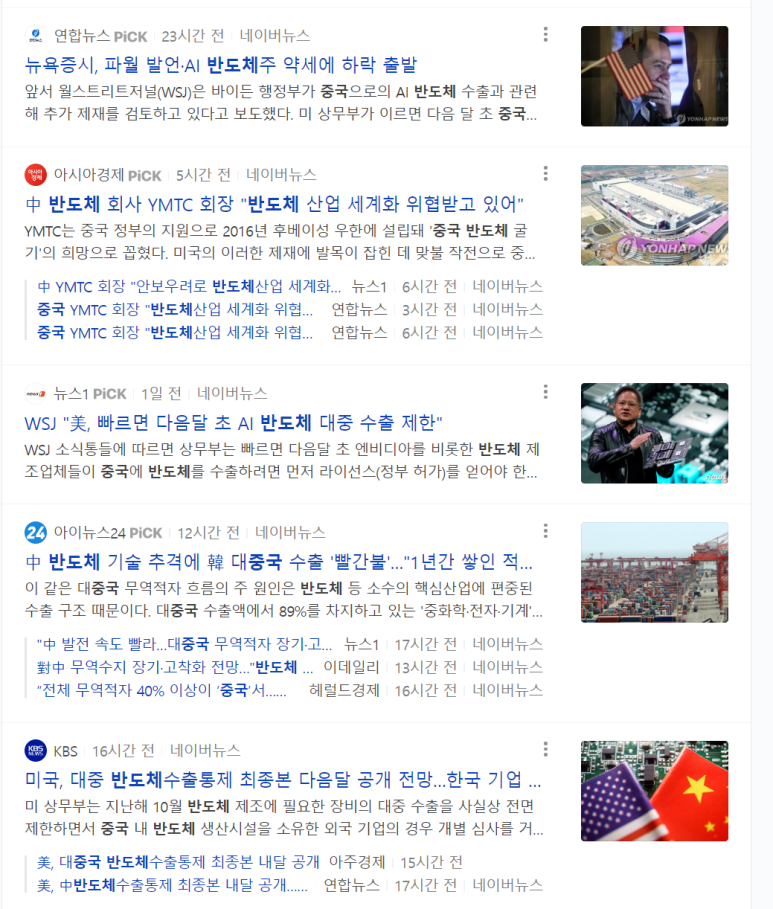 연합뉴스 PiCK 23시간 전 네이버뉴스
뉴욕증시, 파월 발언·AI 반도체주 약세에 하락 출발
앞서 월스트리트저널(WSJ)은 바이든 행정부가 중국으로의 AI 반도체 수출과 관련
해 추가 제재를 검토하고 있다고 보도했다. 미 상무부가 이르면 다음 달 초 중국...
YONHAP NEWS
아시아경제 PiCK 5시간 전 네이버뉴스
中 반도체 회사 YMTC 회장 "반도체 산업 세계화 위협받고 있어"
YMTC는 중국 정부의 지원으로 2016년 후베이성 우한에 설립돼 '중국 반도체 굴
기'의 희망으로 꼽혔다. 미국의 이러한 제재에 발목이 잡힌 데 맞불 작전으로 중...
YONHAP NEWS
中 YMTC 회장 "안보우려로 반도체산업 세계화... 뉴스1 6시간 전 네이버뉴스
중국 YMTC 회장 "반도체산업 세계화 위협... 연합뉴스 3시간 전 네이버뉴스
중국 YMTC 회장 "반도체산업 세계화 위협... 연합뉴스 6시간 전 네이버뉴스
뉴스1 PiCK 1일 전 네이버뉴스
WSJ "美, 빠르면 다음달 초 AI 반도체 대중 수출 제한"
WSJ 소식통들에 따르면 상무부는 빠르면 다음달 초 엔비디아를 비롯한 반도체 제
조업체들이 중국에 반도체를 수출하려면 먼저 라이선스(정부 허가)를 얻어야 한...
news1
24 아이뉴스24 PiCK 12시간 전 네이버뉴스
中 반도체 기술 추격에 韓 대중국 수출 '빨간불'..."1년간 쌓인 적...
이 같은 대중국 무역적자 흐름의 주 원인은 반도체 등 소수의 핵심산업에 편중된
수출 구조 때문이다. 대중국 수출액에서 89%를 차지하고 있는 '중화학·전자·기계'...
"中 발전 속도 빨라...대중국 무역적자 장기·고... 뉴스1 17시간 전 네이버뉴스
對中 무역수지 장기·고착화 전망..."반도체 ... 이데일리 13시간 전 네이버뉴스
"전체 무역적자 40% 이상이 '중국'서...... 헤럴드경제 16시간 전 네이버뉴스
KBS NEWS KBS 16시간 전 네이버뉴스
미국, 대중 반도체수출통제 최종본 다음달 공개 전망...한국 기업 ...
미 상무부는 지난해 10월 반도체 제조에 필요한 장비의 대중 수출을 사실상 전면
제한하면서 중국 내 반도체 생산시설을 소유한 외국 기업의 경우 개별 심사를 거...
美, 대중국 반도체수출통제 최종본 내달 공개 아주경제 15시간 전
美, 中반도체수출통제 최종본 내달 공개...... 연합뉴스 17시간 전 네이버뉴스